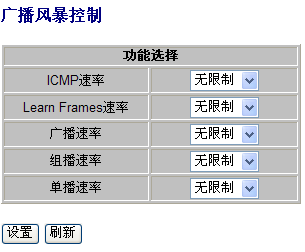 广播风暴控制
功能选择
ICMP速率 无限制
Learn Frames速率 无限制
广播速率 无限制
组播速率 无限制
单播速率 无限制
设置 刷新